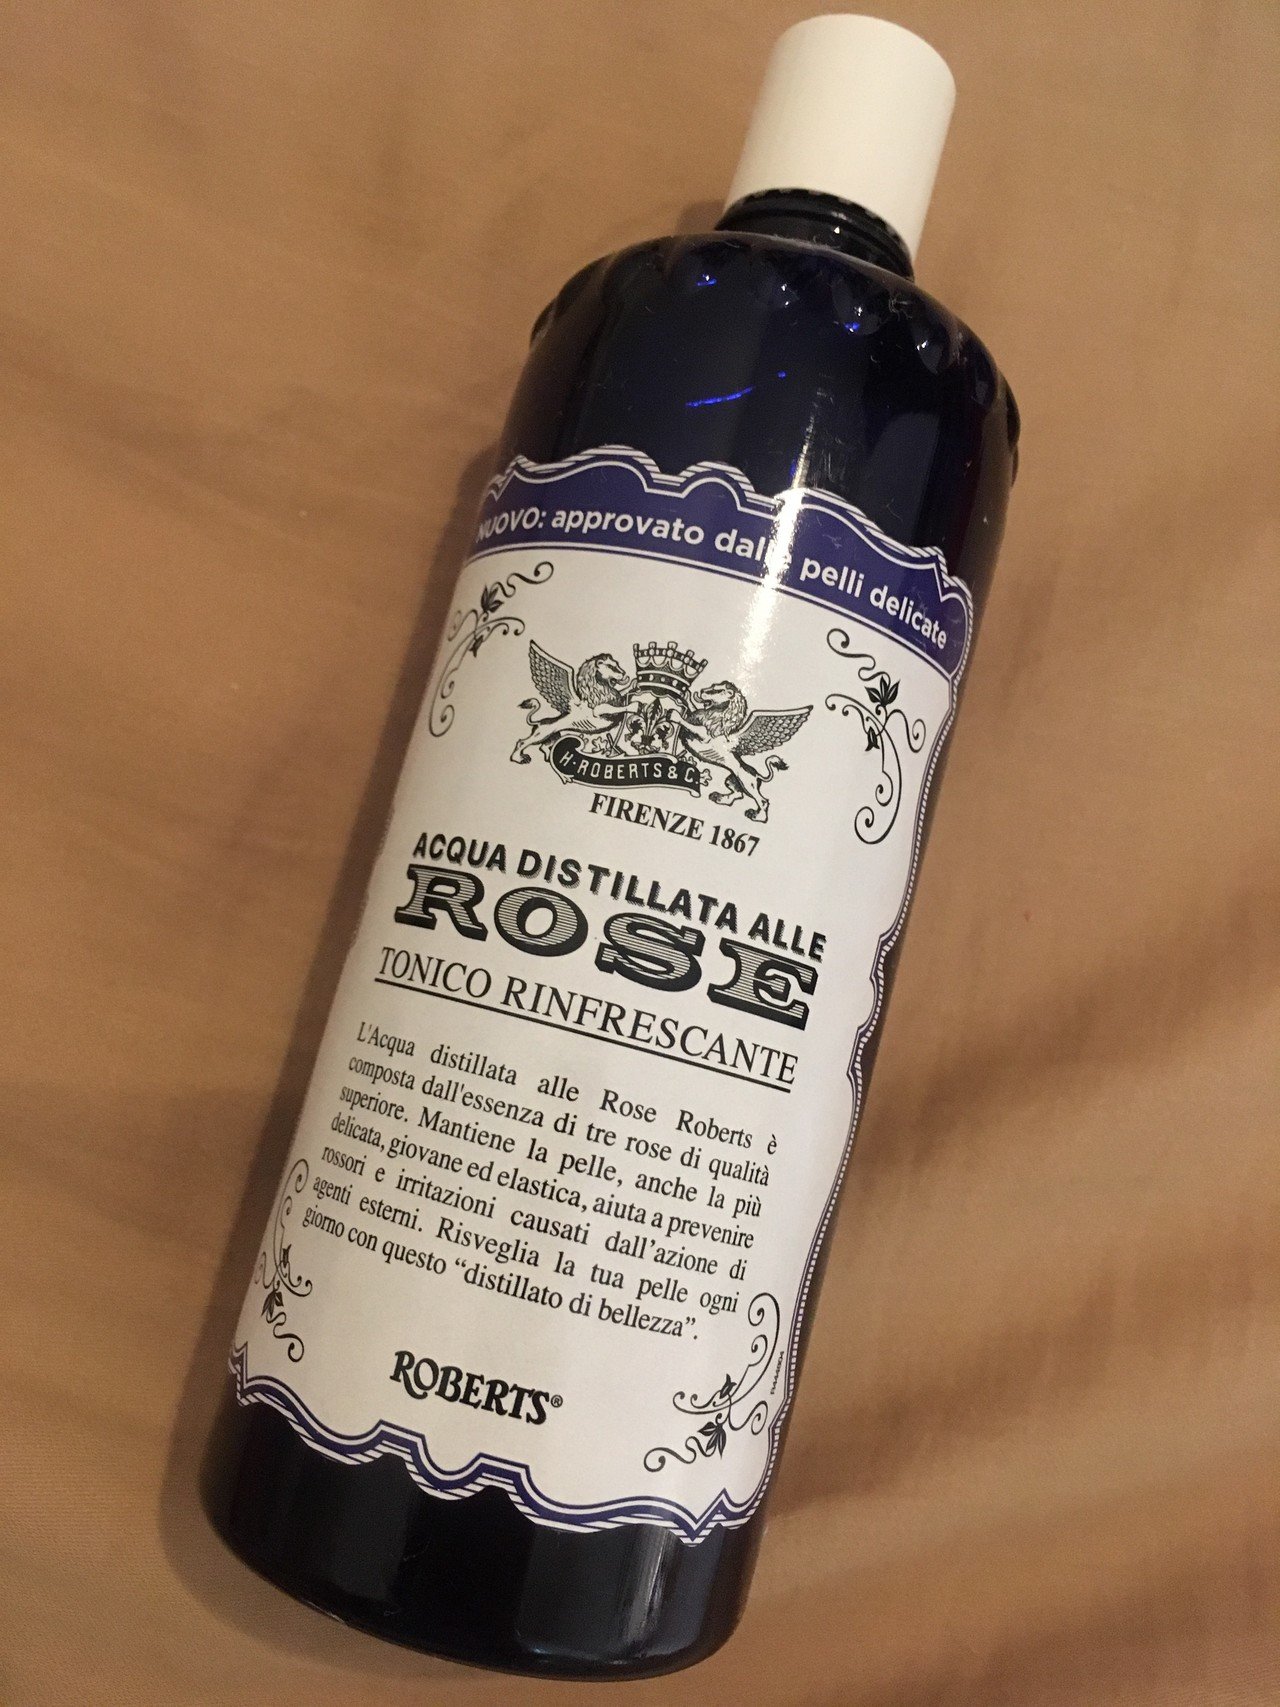 NUOVO: approvato dalle pelli delicate
H·ROBERTS&C.
FIRENZE 1867
ACQUA DISTILLATA ALLE
ROSE
TONICO RINFRESCANTE
L'Acqua distillata alle Rose Roberts è
composta dall'essenza di tre rose di qualità
superiore. Mantiene la pelle, anche la più
delicata, giovane ed elastica, aiuta a prevenire
rossori e irritazioni causati dall’azione di
agenti esterni. Risveglia la tua pelle ogni
giorno con questo “distillato di bellezza”.
ROBERTS®